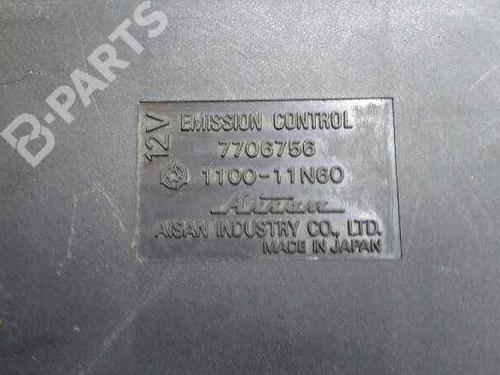 B-PARTS
12V
EMISSION CONTROL
7706756
1100-11N60
Aisan
AISAN INDUSTRY CO., LTD.
MADE IN JAPAN